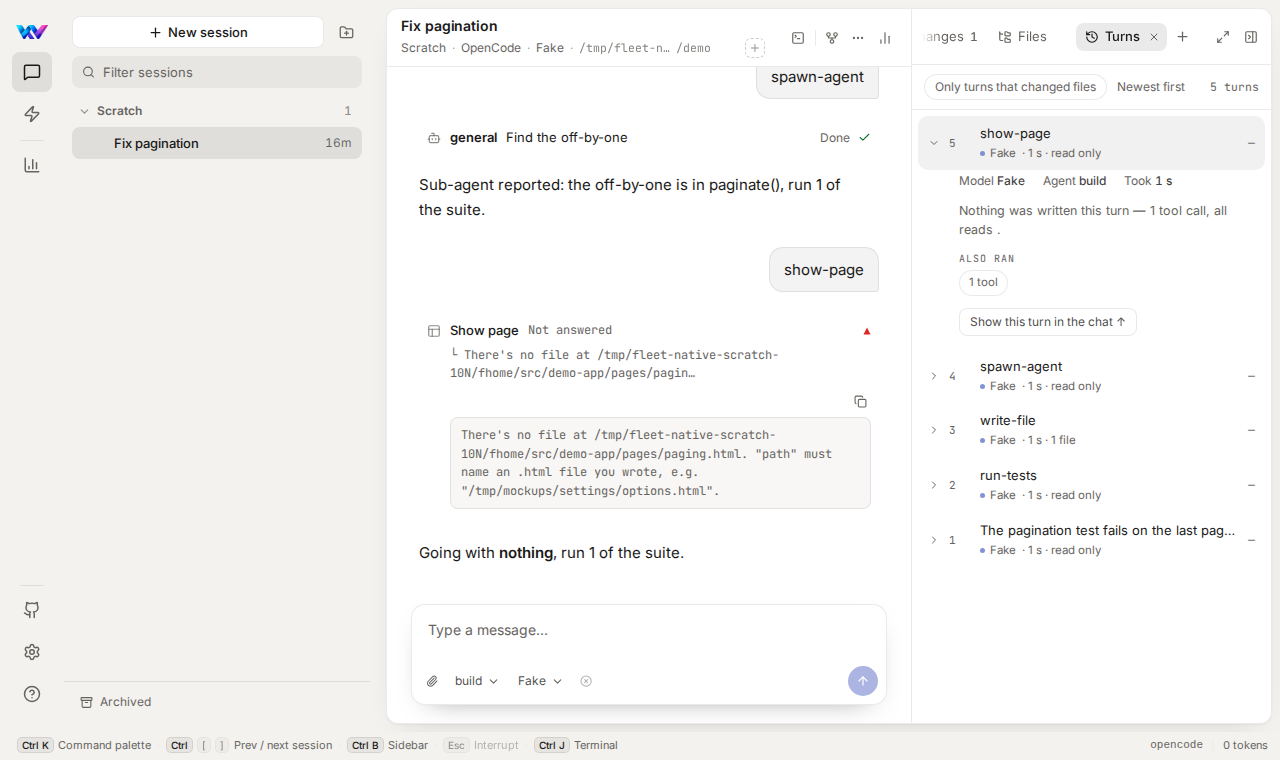 New session
Filter sessions
Scratch 1
Fix pagination 16m
Archived
Fix pagination
Scratch · OpenCode · Fake · /tmp/fleet-n… /demo
spawn-agent
general Find the off-by-one Done
Sub-agent reported: the off-by-one is in paginate(), run 1 of
the suite.
show-page
Show page Not answered
└ There's no file at /tmp/fleet-native-scratch-
10N/fhome/src/demo-app/pages/pagin…
There's no file at /tmp/fleet-native-scratch-
10N/fhome/src/demo-app/pages/paging.html. "path" must
name an .html file you wrote, e.g.
"/tmp/mockups/settings/options.html".
Going with nothing, run 1 of the suite.
Type a message...
build Fake
anges 1 Files Turns
Only turns that changed files Newest first 5 turns
5 show-page –
Fake · 1 s · read only
Model Fake Agent build Took 1 s
Nothing was written this turn — 1 tool call, all
reads .
ALSO RAN
1 tool
Show this turn in the chat ↑
4 spawn-agent –
Fake · 1 s · read only
3 write-file –
Fake · 1 s · 1 file
2 run-tests –
Fake · 1 s · read only
1 The pagination test fails on the last pag… –
Fake · 1 s · read only
Ctrl K Command palette Ctrl [ ] Prev / next session Ctrl B Sidebar Esc Interrupt Ctrl J Terminal opencode 0 tokens